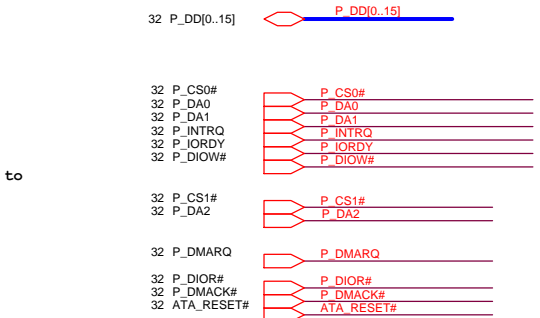 32 P_DD[0..15] P_DD[0..15]
32 P_CS0# P_CS0#
32 P_DA0 P_DA0
32 P_DA1 P_DA1
32 P_INTRQ P_INTRQ
32 P_IORDY P_IORDY
32 P_DIOW# P_DIOW#
to
32 P_CS1# P_CS1#
32 P_DA2 P_DA2
32 P_DMARQ P_DMARQ
32 P_DIOR# P_DIOR#
32 P_DMACK# P_DMACK#
32 ATA_RESET# ATA_RESET#